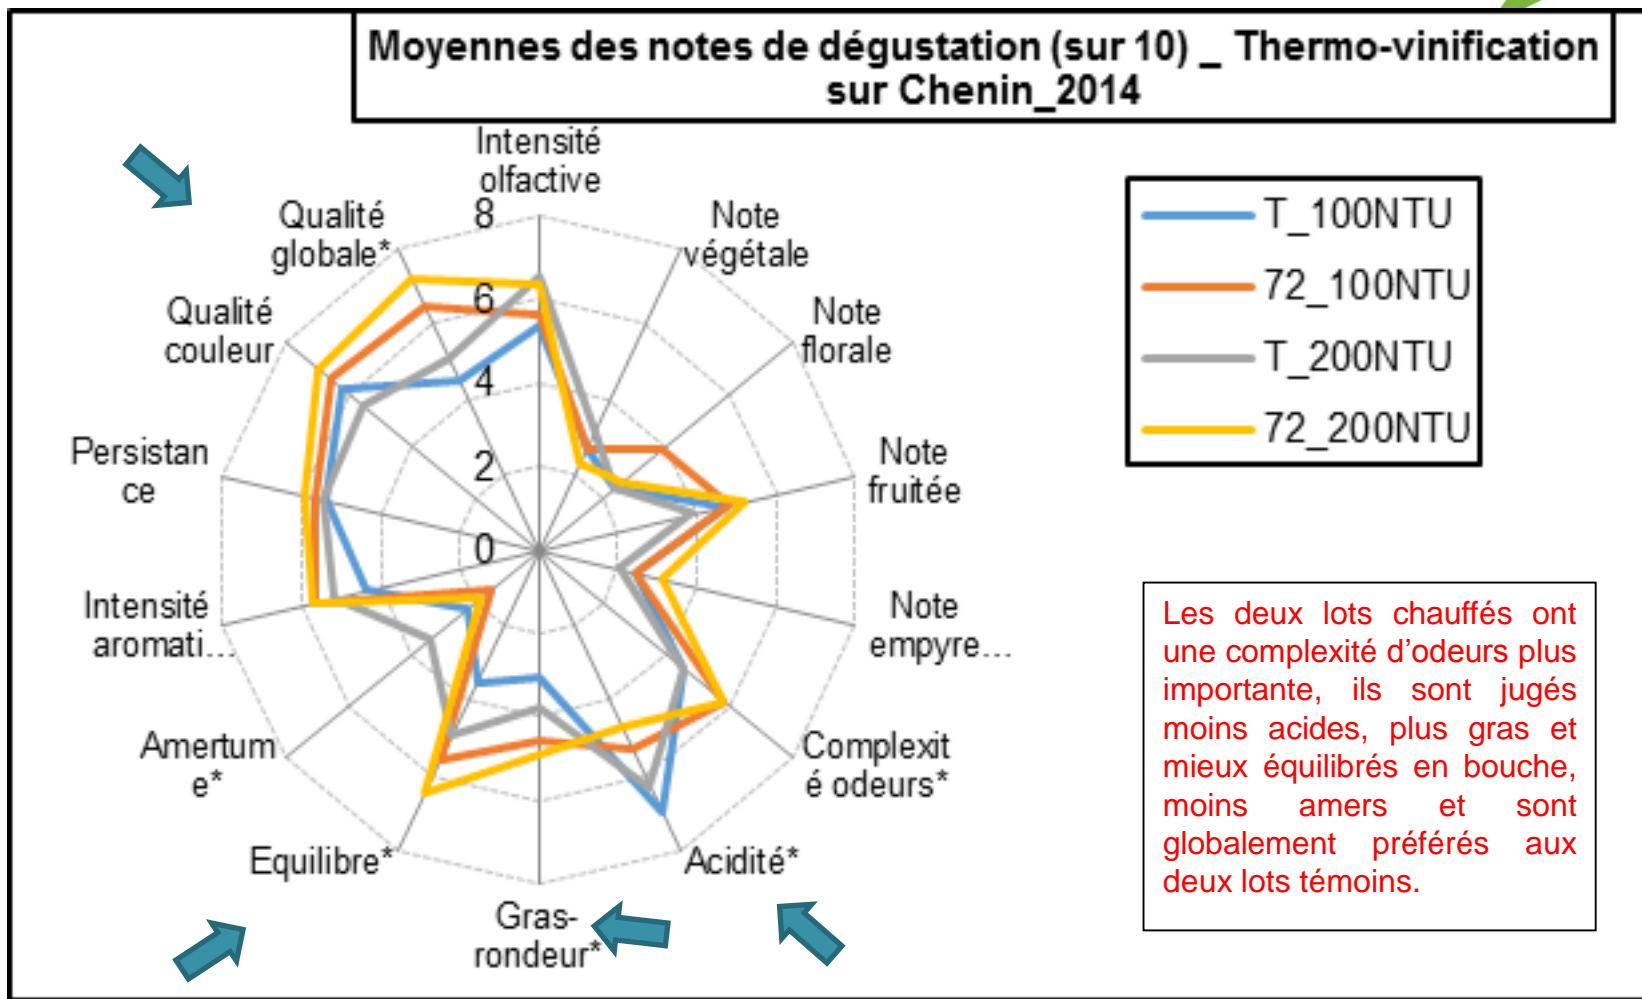 Moyennes des notes de dégustation (sur 10) _ Thermo-vinification
sur Chenin_2014
Intensité
olfactive
Note
végétale
Note
florale
Note
fruitée
Note
empyre...
Complexit
é odeurs*
Acidité*
Gras-
rondeur*
Equilibre*
Amertum
e*
Intensité
aromati...
Persistan
ce
Qualité
couleur
Qualité
globale*
8
6
4
2
0
T_100NTU
72_100NTU
T_200NTU
72_200NTU
Les deux lots chauffés ont
une complexité d’odeurs plus
importante, ils sont jugés
moins acides, plus gras et
mieux équilibrés en bouche,
moins amers et sont
globalement préférés aux
deux lots témoins.